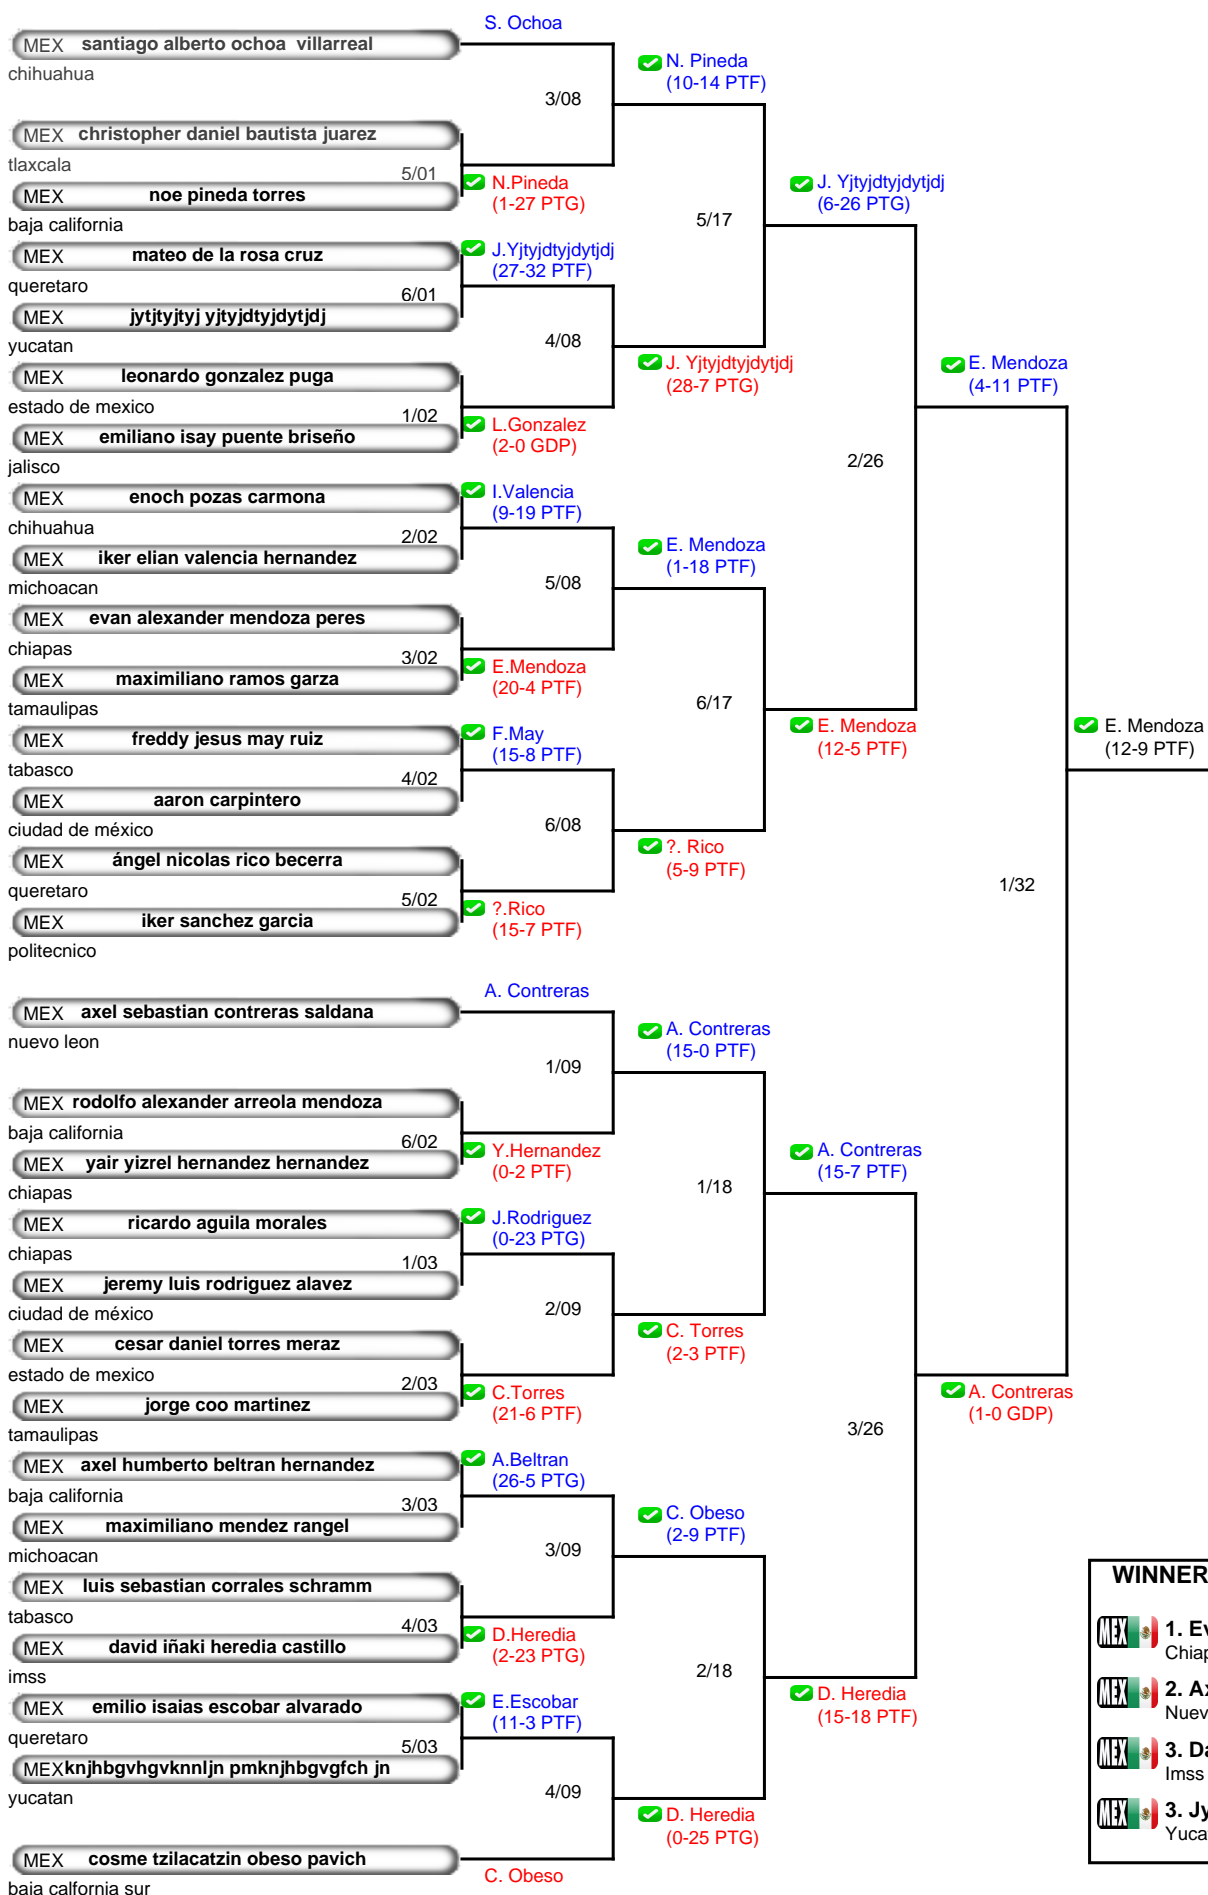 S. Ochoa
MEX santiago alberto ochoa villarreal
chihuahua
N. Pineda
(10-14 PTF)
3/08
MEX christopher daniel bautista juarez
tlaxcala
5/01
MEX noe pineda torres
baja california
N.Pineda
(1-27 PTG)
J. Yjtyjdtyjdytjdj
(6-26 PTG)
5/17
MEX mateo de la rosa cruz
queretaro
6/01
J.Yjtyjdtyjdytjdj
(27-32 PTF)
MEX jytjtyjtyj yjtyjdtyjdytjdj
yucatan
4/08
MEX leonardo gonzalez puga
estado de mexico
1/02
J. Yjtyjdtyjdytjdj
(28-7 PTG)
E. Mendoza
(4-11 PTF)
MEX emiliano isay puente briseño
jalisco
L.Gonzalez
(2-0 GDP)
2/26
MEX enoch pozas carmona
chihuahua
2/02
I.Valencia
(9-19 PTF)
MEX iker elian valencia hernandez
michoacan
E. Mendoza
(1-18 PTF)
5/08
MEX evan alexander mendoza peres
chiapas
3/02
MEX maximiliano ramos garza
tamaulipas
E.Mendoza
(20-4 PTF)
6/17
MEX freddy jesus may ruiz
tabasco
4/02
F.May
(15-8 PTF)
E. Mendoza
(12-5 PTF)
E. Mendoza
(12-9 PTF)
MEX aaron carpintero
ciudad de méxico
6/08
MEX ángel nicolas rico becerra
queretaro
5/02
?. Rico
(5-9 PTF)
1/32
MEX iker sanchez garcia
politecnico
?.Rico
(15-7 PTF)
A. Contreras
MEX axel sebastian contreras saldana
nuevo leon
A. Contreras
(15-0 PTF)
1/09
MEX rodolfo alexander arreola mendoza
baja california
6/02
MEX yair yizrel hernandez hernandez
chiapas
Y.Hernandez
(0-2 PTF)
A. Contreras
(15-7 PTF)
1/18
MEX ricardo aguila morales
chiapas
1/03
J.Rodriguez
(0-23 PTG)
MEX jeremy luis rodriguez alavez
ciudad de méxico
2/09
MEX cesar daniel torres meraz
estado de mexico
2/03
C. Torres
(2-3 PTF)
MEX jorge coo martinez
tamaulipas
C.Torres
(21-6 PTF)
A. Contreras
(1-0 GDP)
3/26
MEX axel humberto beltran hernandez
baja california
3/03
A.Beltran
(26-5 PTG)
MEX maximiliano mendez rangel
michoacan
C. Obeso
(2-9 PTF)
3/09
MEX luis sebastian corrales schramm
tabasco
4/03
MEX david iñaki heredia castillo
imss
D.Heredia
(2-23 PTG)
2/18
MEX emilio isaias escobar alvarado
queretaro
5/03
E.Escobar
(11-3 PTF)
D. Heredia
(15-18 PTF)
MEX knjhbgvhgvknnljn pmknjhbgvgfch jn
yucatan
4/09
D. Heredia
(0-25 PTG)
MEX cosme tzilacatzin obeso pavich
baja calfornia sur
C. Obeso
WINNER
MEX 1. Ev
Chiap
MEX 2. Ax
Nuev
MEX 3. Da
Imss
MEX 3. Jy
Yuca